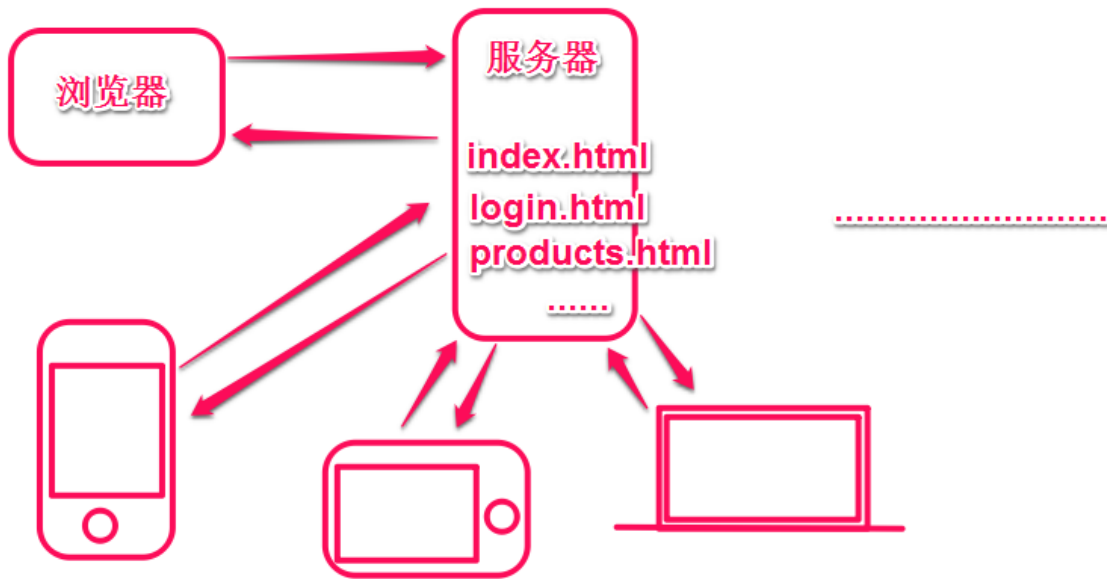 浏览器
服务器
index.html
login.html
products.html
......
..........................